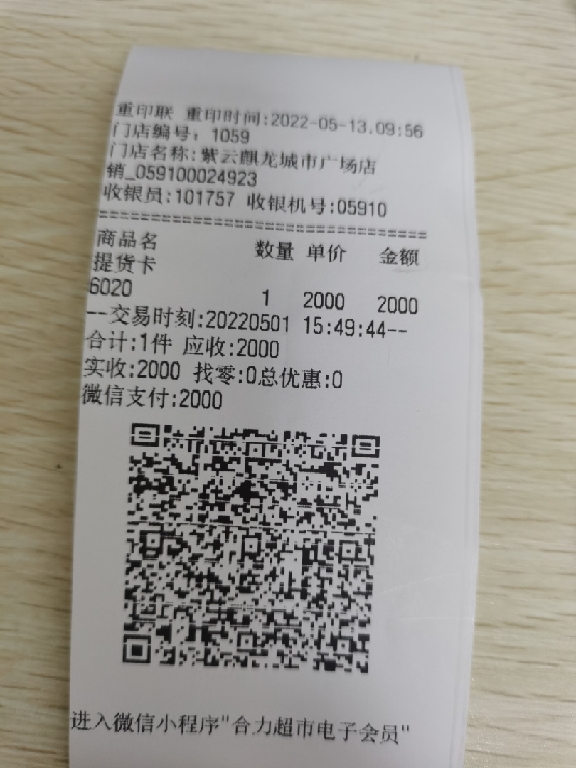 重印联 重印时间:2022-05-13.09:56
门店编号: 1059
门店名称:紫云麒龙城市广场店
销_059100024923
收银员:101757 收银机号:05910
================================
商品名 数量 单价 金额
提货卡
6020 1 2000 2000
--交易时刻:20220501 15:49:44--
合计:1件 应收:2000
实收:2000 找零:0总优惠:0
微信支付:2000
进入微信小程序"合力超市电子会员"